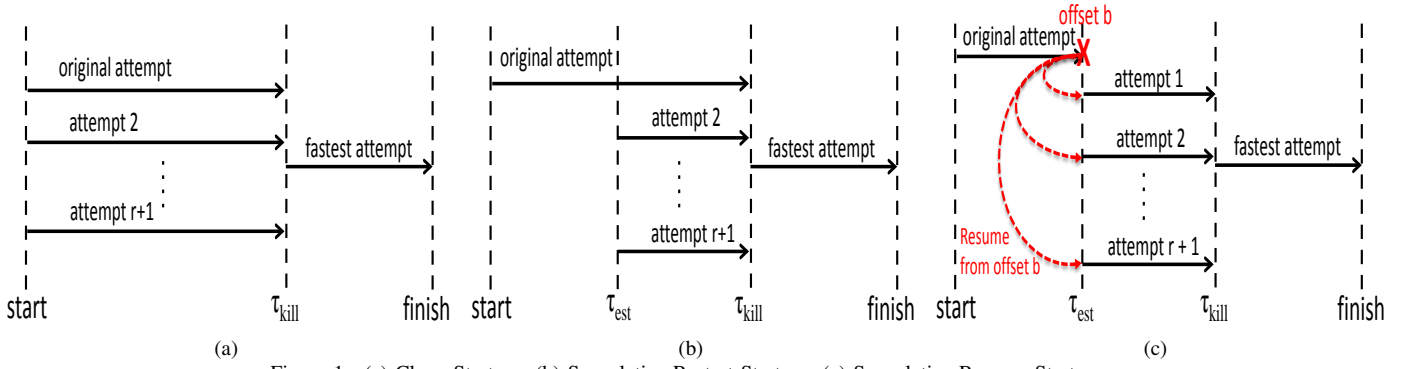 original attempt
attempt 2
fastest attempt
attempt r+1
start
τkill
finish
(a)
original attempt
attempt 2
fastest attempt
attempt r+1
start
τest
τkill
finish
(b)
offset b
original attempt
X
attempt 1
attempt 2
fastest attempt
Resume
from offset b
attempt r + 1
start
τest
τkill
finish
(c)